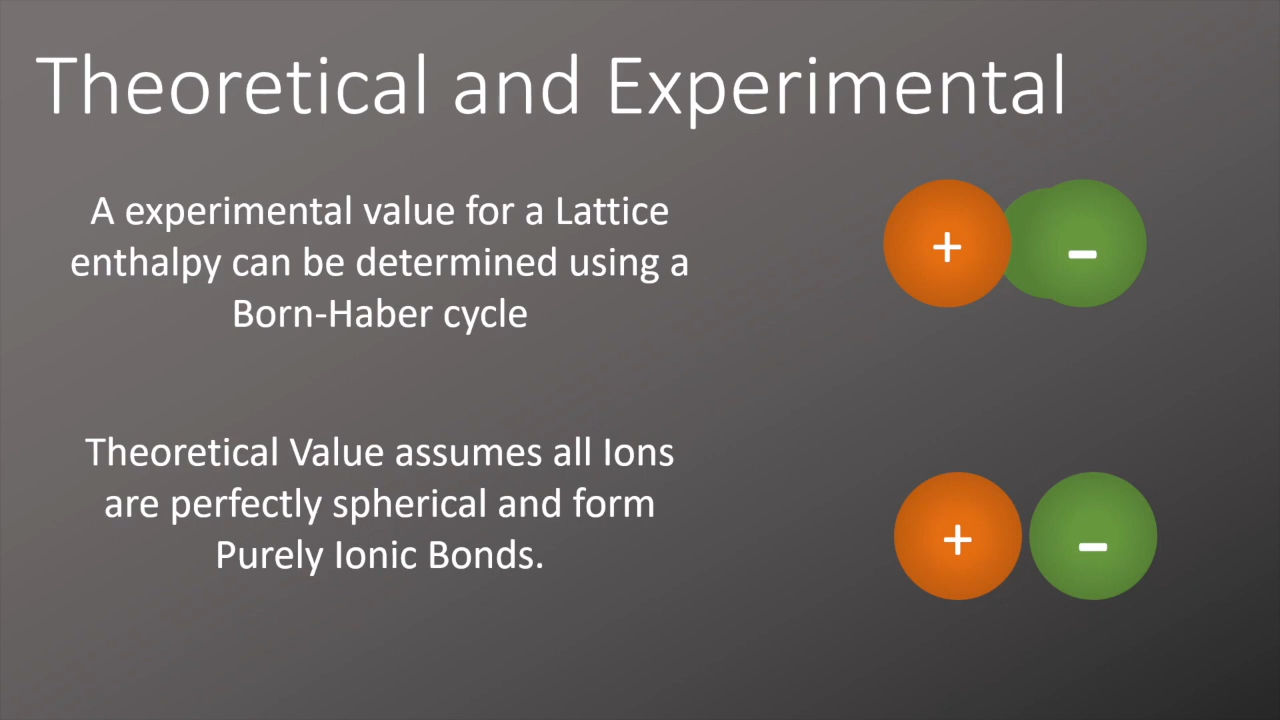 Theoretical and Experimental
A experimental value for a Lattice
enthalpy can be determined using a
Born-Haber cycle
+ -
Theoretical Value assumes all Ions
are perfectly spherical and form
Purely Ionic Bonds.
+ -